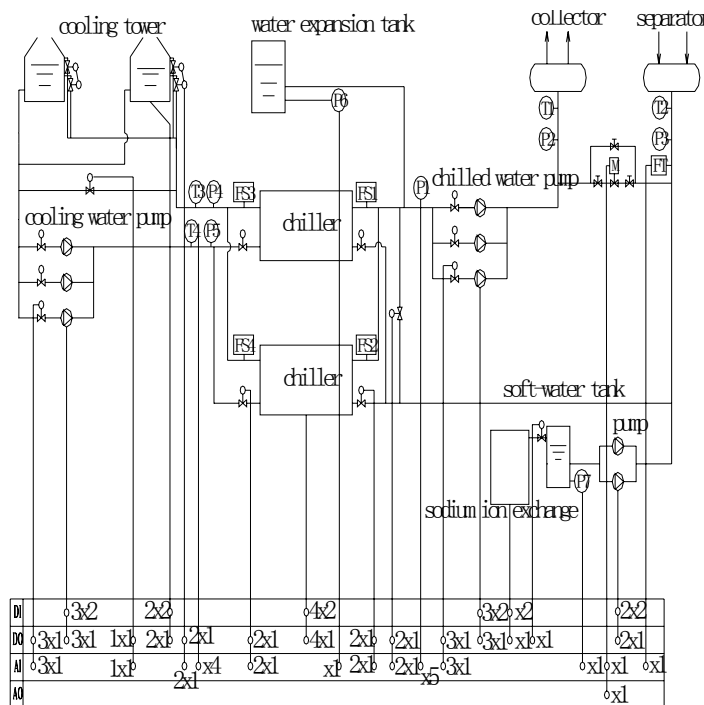 collector
separator
cooling tower
water expansion tank
P6
T1
T2
P2
P3
M
FT
T3
P4
FS3
FS1
P1
chilled water pump
chiller
cooling water pump
T4
P5
FS4
FS2
chiller
soft-water tank
pump
P7
sodium ion exchange
DI
3x2
2x2
4x2
3x2
x2
2x2
DO
3x1
3x1
1x1
2x1
2x1
2x1
4x1
2x1
2x1
3x1
3x1
x1
x1
2x1
AI
3x1
1x1
2x1
x4
2x1
x1
2x1
2x1
x5
3x1
x1
x1
x1
AO
x1